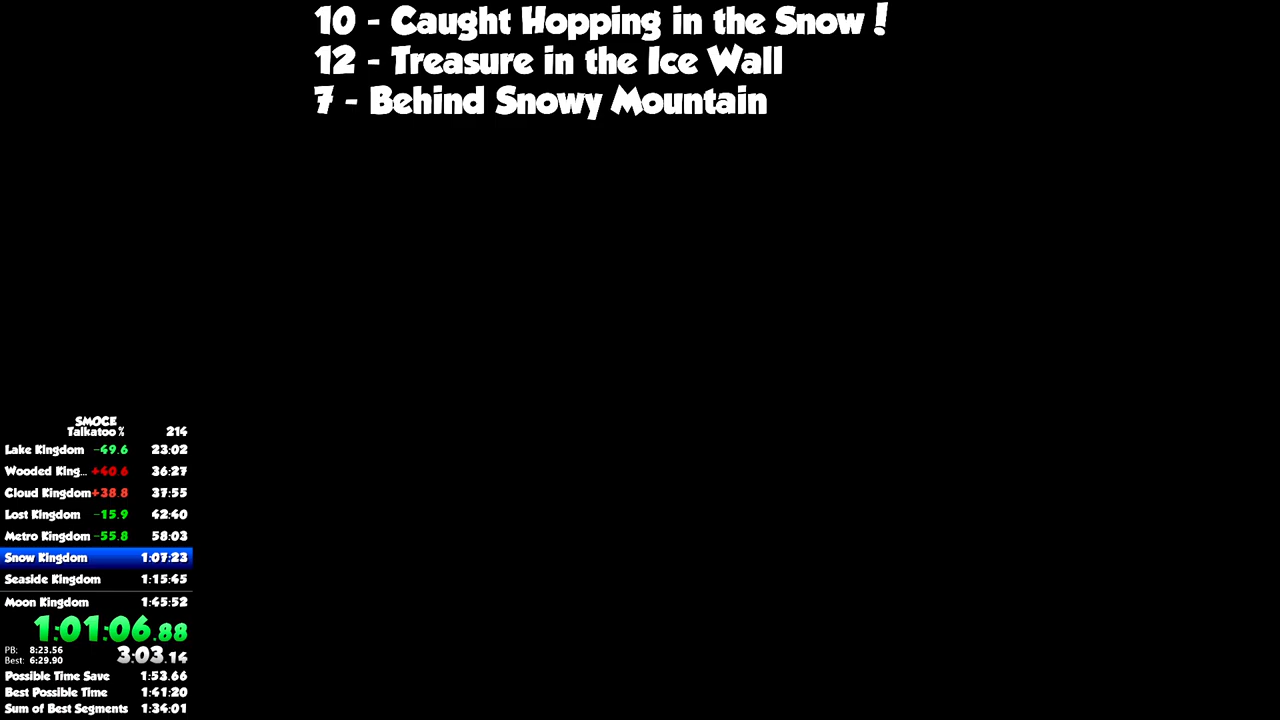 10 - Caught Hopping in the Snow!
12 - Treasure in the Ice Wall
7 - Behind Snowy Mountain
SMOCE
Talkatoo% 214
Lake Kingdom -49.6 23:02
Wooded King... +40.6 36:27
Cloud Kingdom +38.8 37:55
Lost Kingdom -15.9 42:40
Metro Kingdom -55.8 58:03
Snow Kingdom 1:07:23
Seaside Kingdom 1:15:45
Moon Kingdom 1:45:52
1:01:06.88
PB: 8:23.56
Best: 6:29.90
3:03.14
Possible Time Save 1:53.66
Best Possible Time 1:41:20
Sum of Best Segments 1:34:01